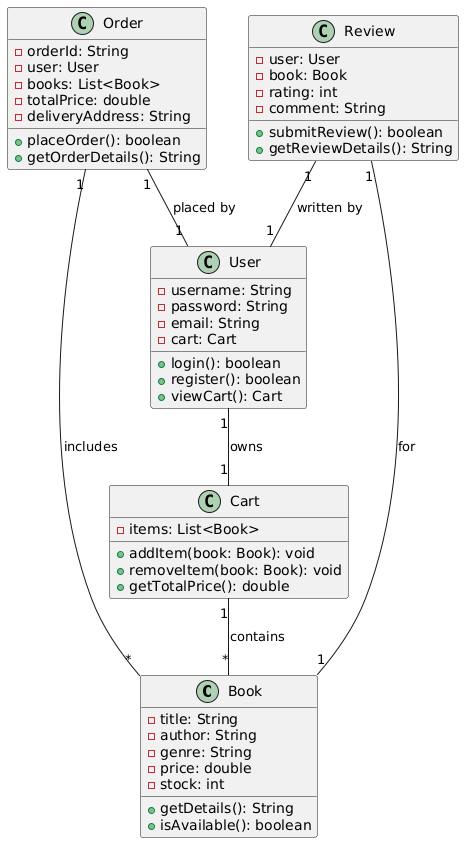 C Order
orderId: String
user: User
books: List<Book>
totalPrice: double
deliveryAddress: String
placeOrder(): boolean
getOrderDetails(): String
C Review
user: User
book: Book
rating: int
comment: String
submitReview(): boolean
getReviewDetails(): String
1
1
1
1
placed by
written by
1
1
C User
username: String
password: String
email: String
cart: Cart
login(): boolean
register(): boolean
viewCart(): Cart
1
includes
owns
for
1
C Cart
items: List<Book>
addItem(book: Book): void
removeItem(book: Book): void
getTotalPrice(): double
1
contains
*
*
1
C Book
title: String
author: String
genre: String
price: double
stock: int
getDetails(): String
isAvailable(): boolean